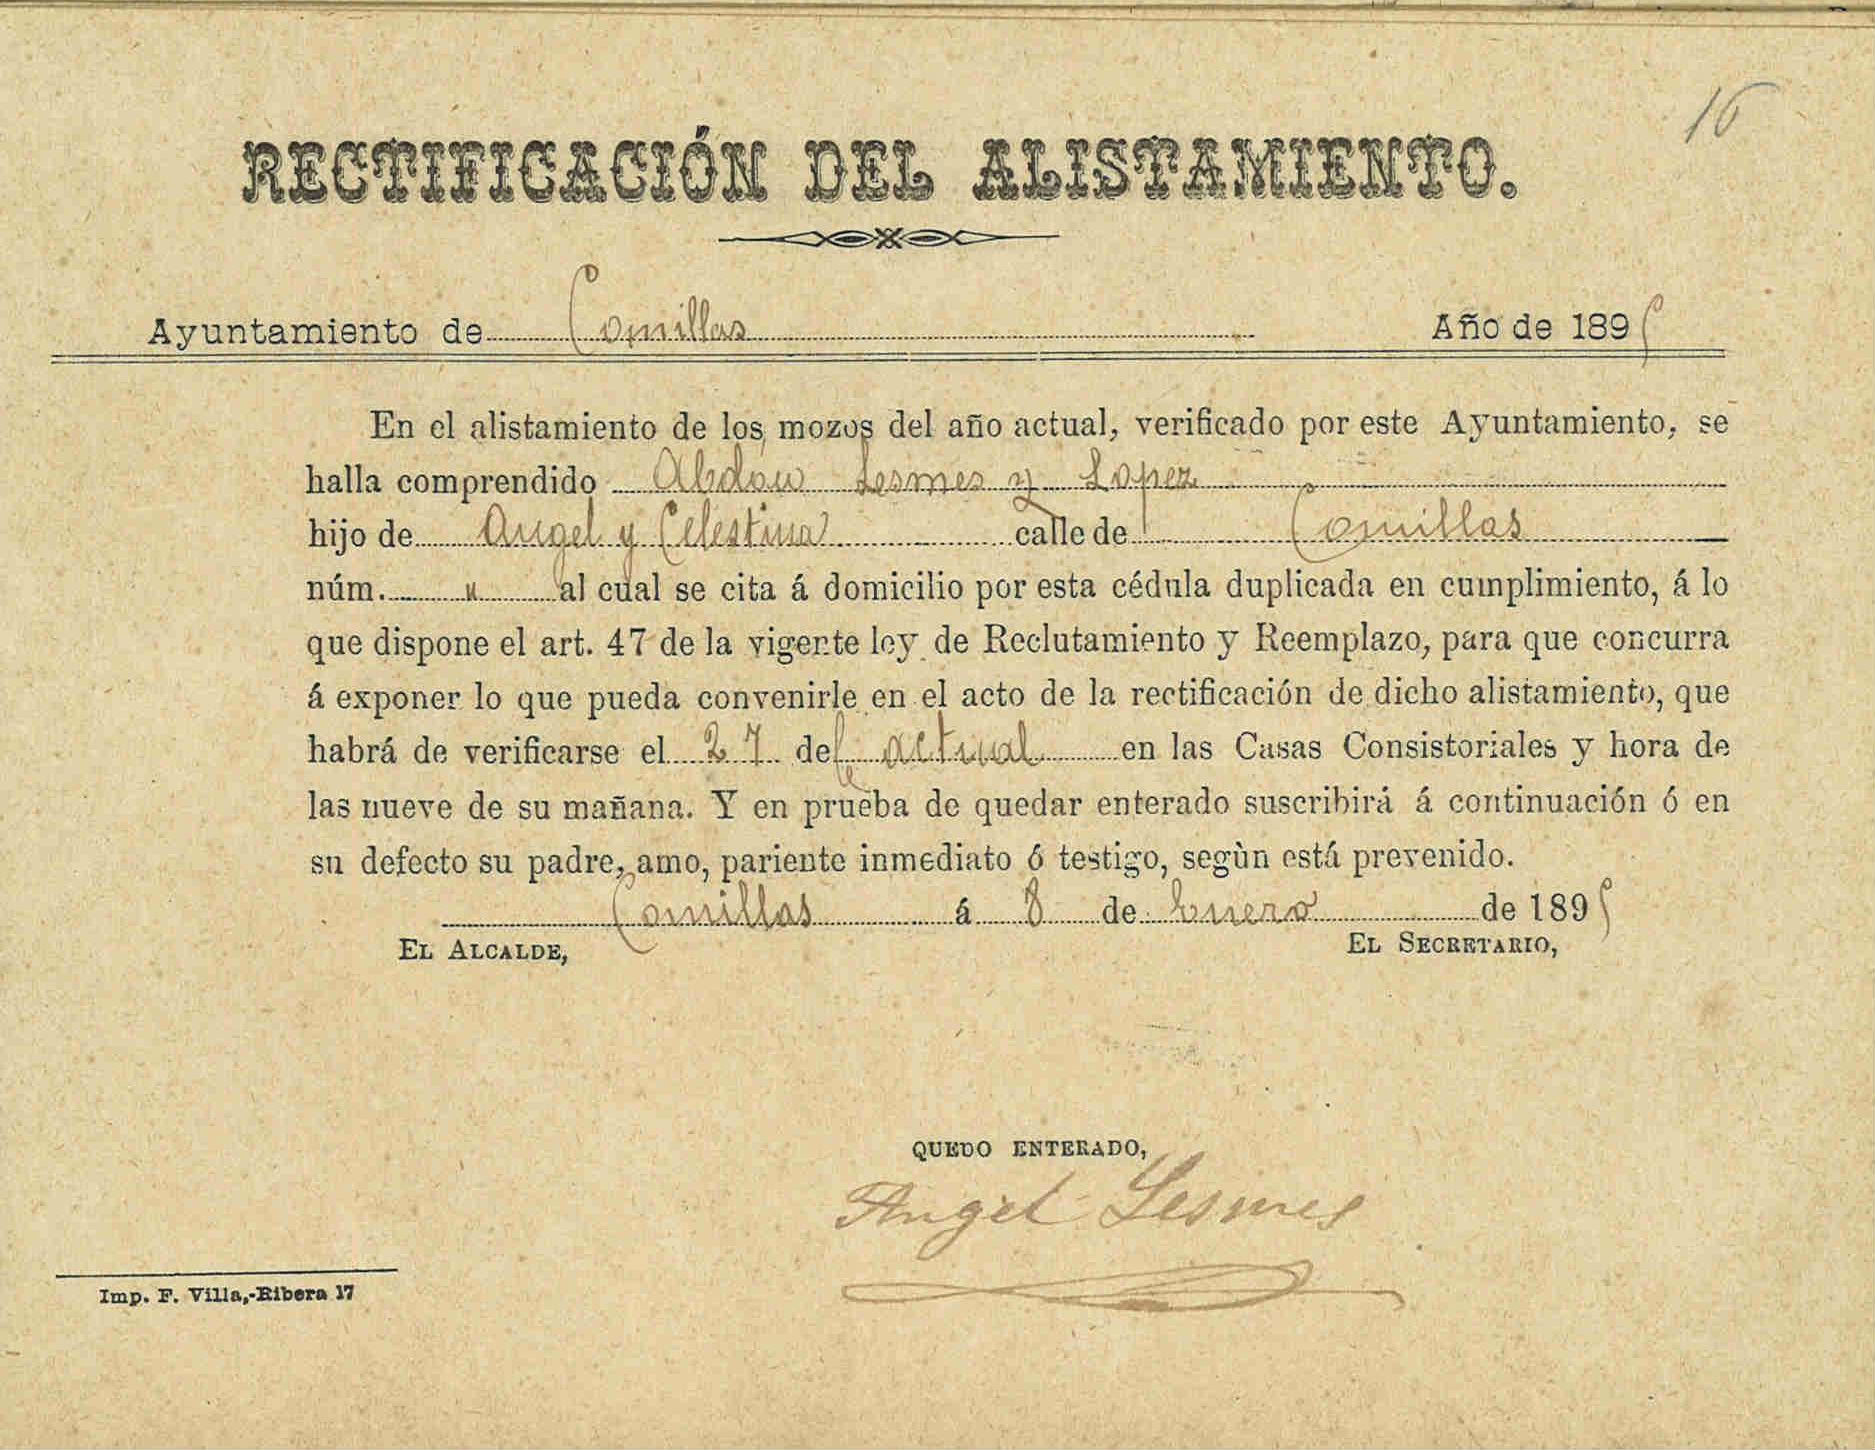 16
RECTIFICACIÓN DEL ALISTAMIENTO.
Ayuntamiento de Comillas Año de 1895
En el alistamiento de los mozos del año actual, verificado por este Ayuntamiento, se
halla comprendido Abdón Lesmes y Lopez
hijo de Angel y Celestina calle de Comillas
núm. " al cual se cita á domicilio por esta cédula duplicada en cumplimiento, á lo
que dispone el art. 47 de la vigente ley de Reclutamiento y Reemplazo, para que concurra
á exponer lo que pueda convenirle en el acto de la rectificación de dicho alistamiento, que
habrá de verificarse el 27 del actual en las Casas Consistoriales y hora de
las nueve de su mañana. Y en prueba de quedar enterado suscribirá á continuación ó en
su defecto su padre, amo, pariente inmediato ó testigo, segùn está prevenido.
Comillas á 8 de Enero de 1895
EL ALCALDE, EL SECRETARIO,
QUEDO ENTERADO,
Angel Lesmes
Imp. F. Villa,-Ribera 17